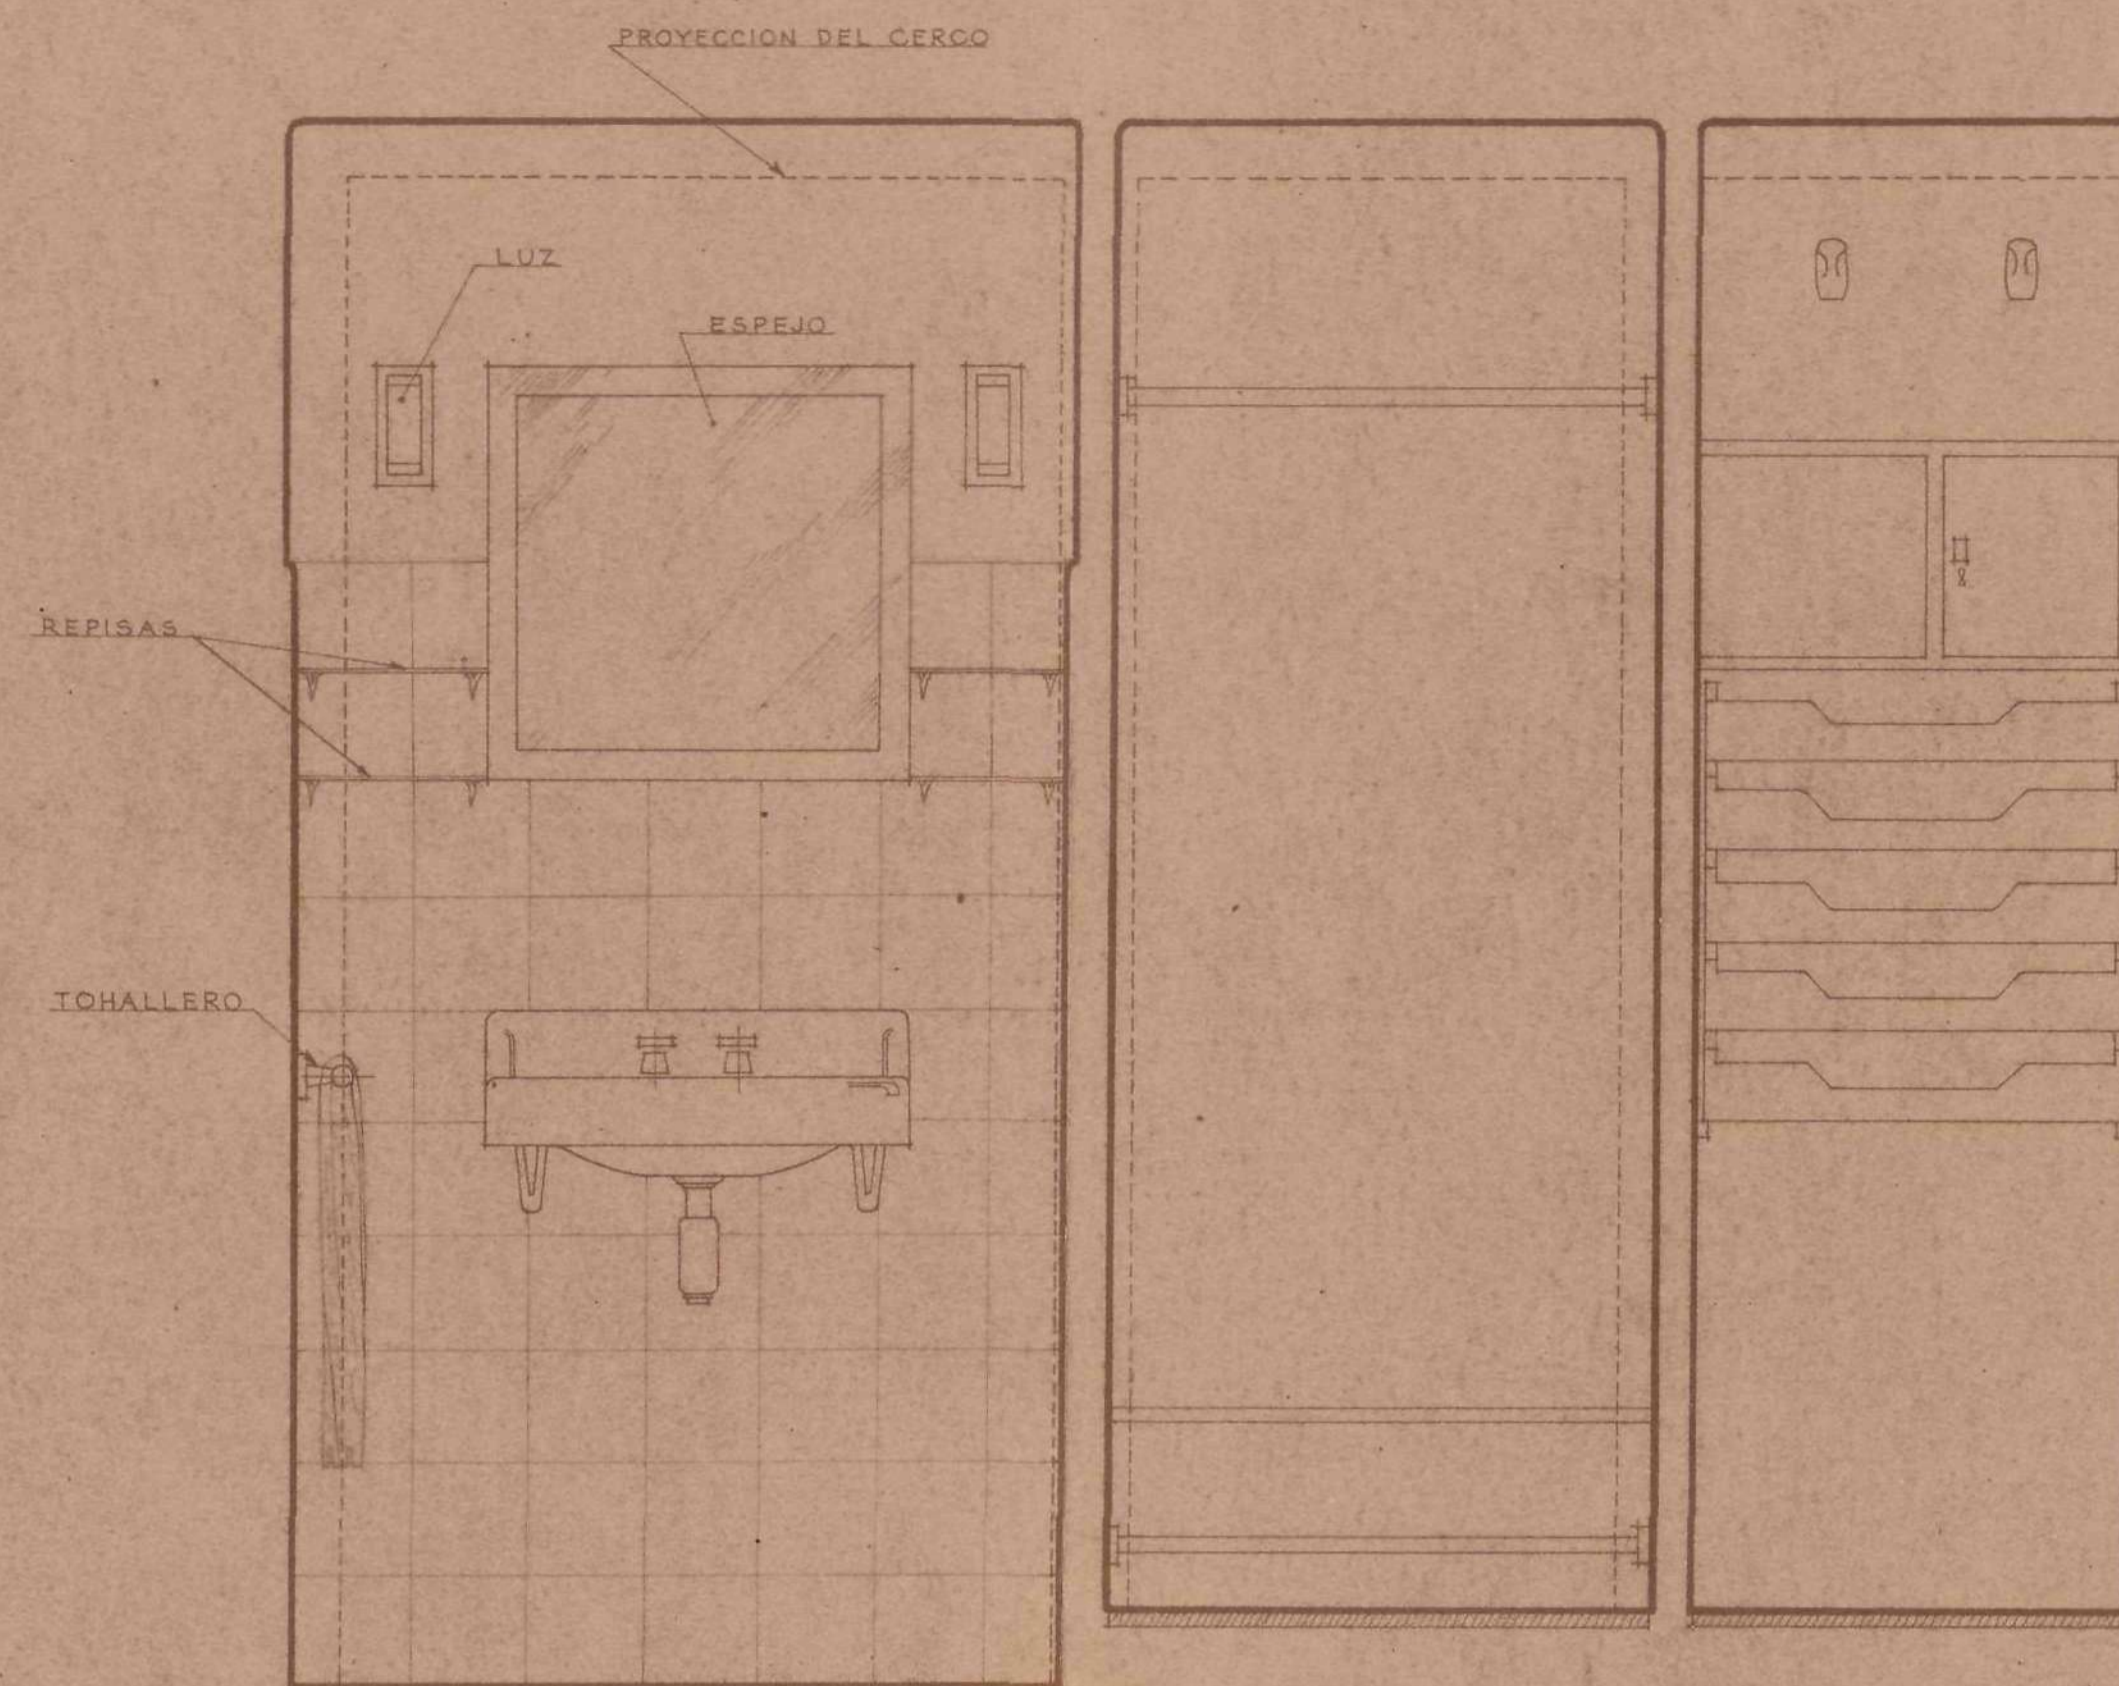 PROYECCION DEL CERCO
LUZ
ESPEJO
REPISAS
TOHALLERO